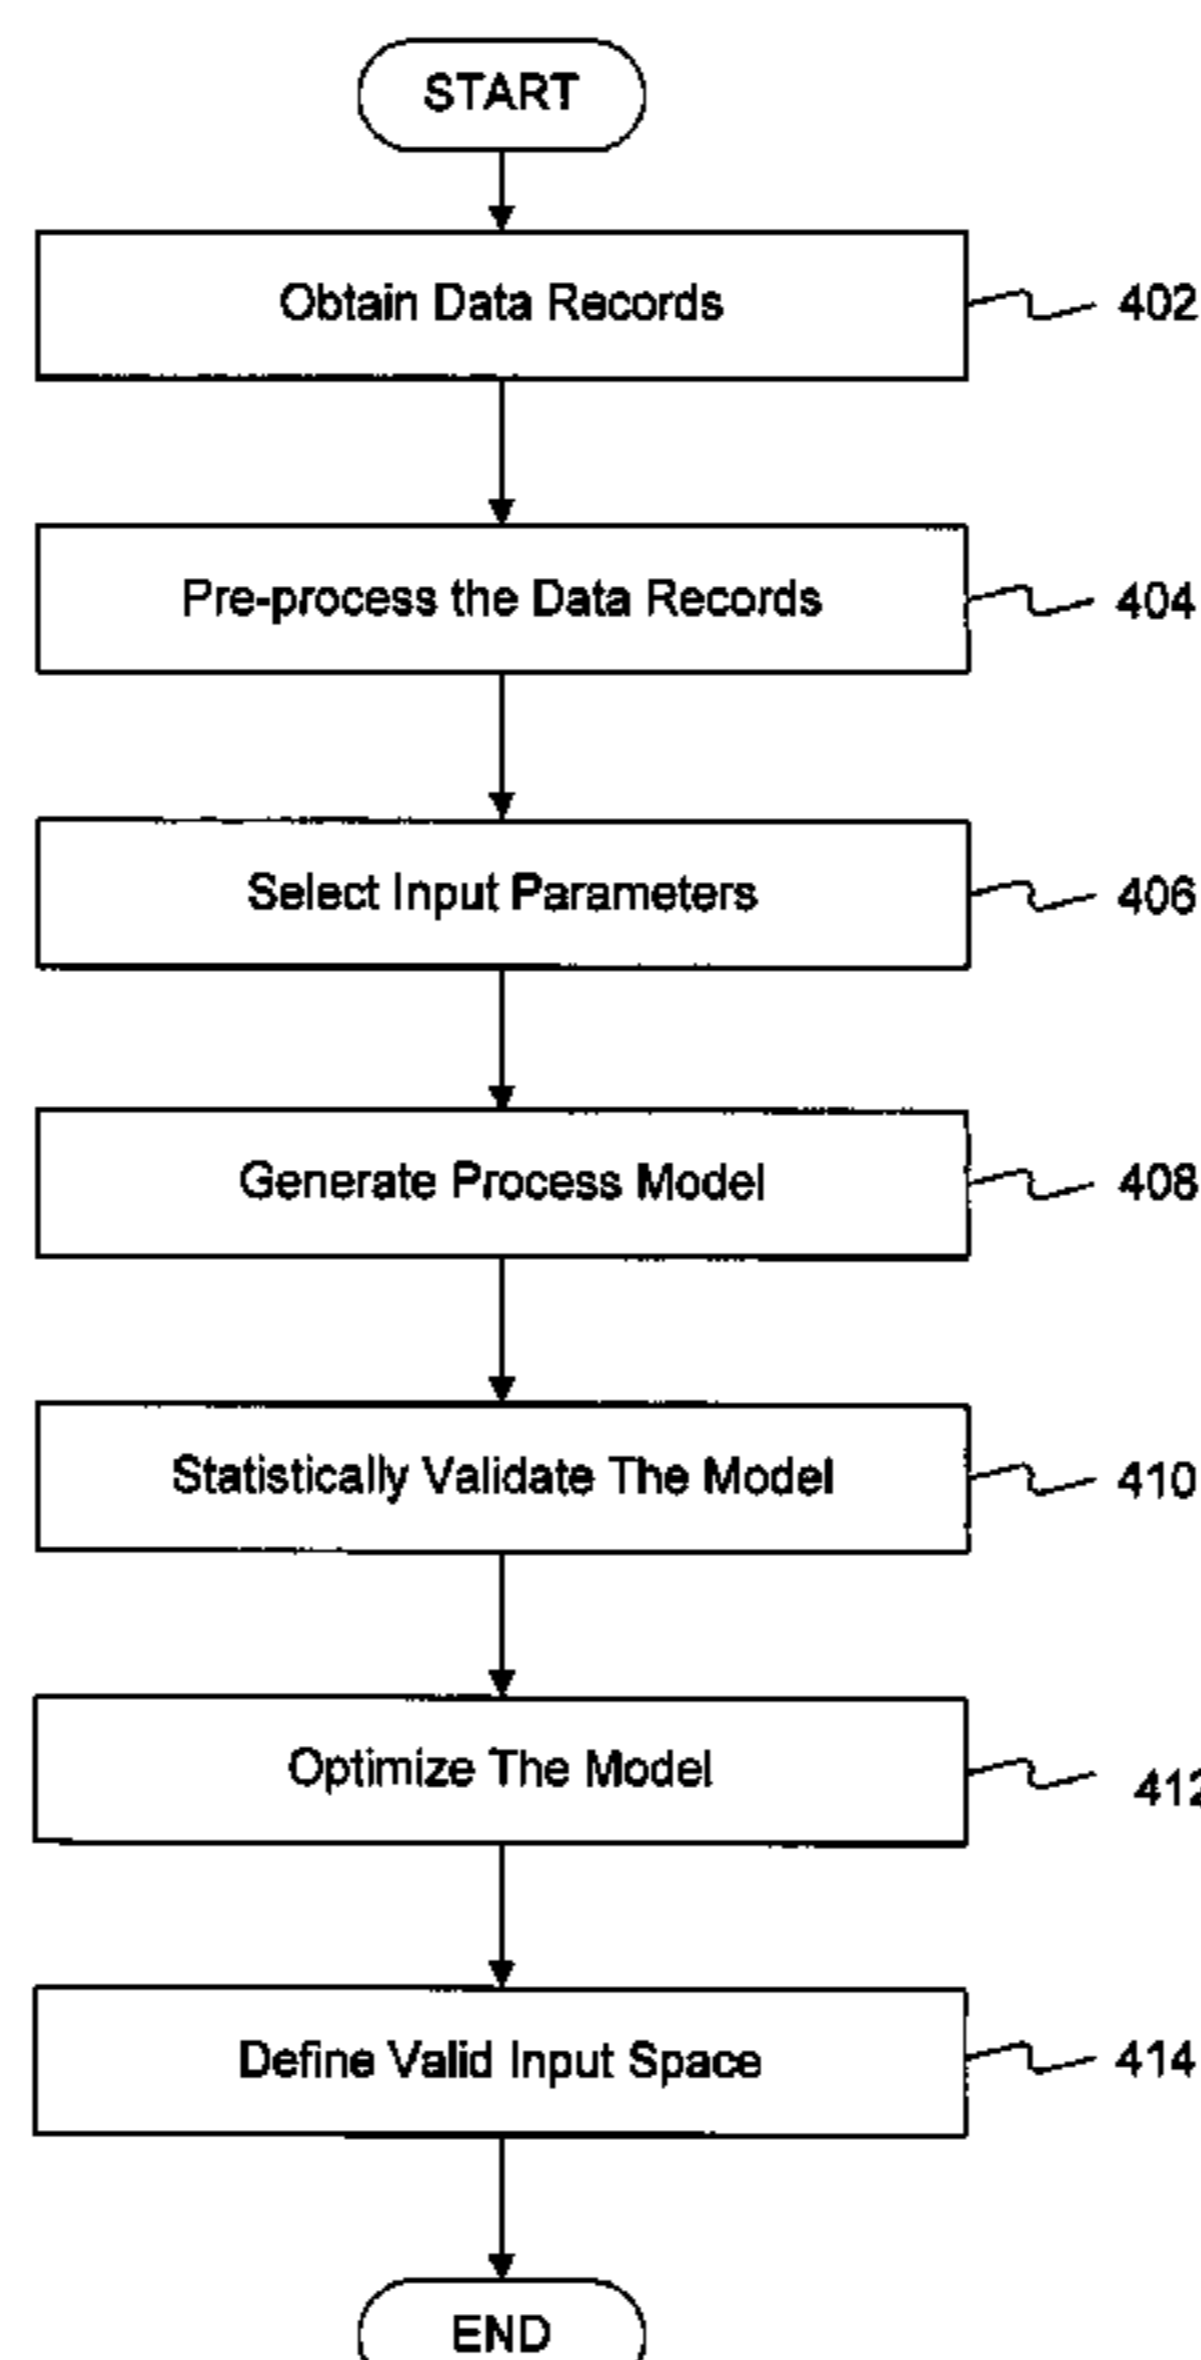 START
Obtain Data Records
402
Pre-process the Data Records
404
Select Input Parameters
406
Generate Process Model
408
Statistically Validate The Model
410
Optimize The Model
412
Define Valid Input Space
414
END